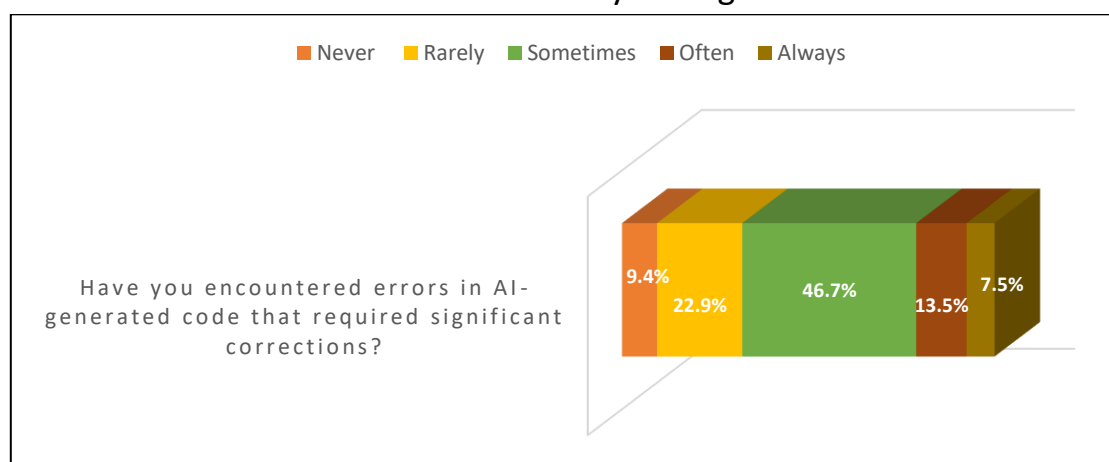 Never Rarely Sometimes Often Always
Have you encountered errors in AI-
generated code that required significant
corrections?
9.4%
22.9%
46.7%
13.5%
7.5%